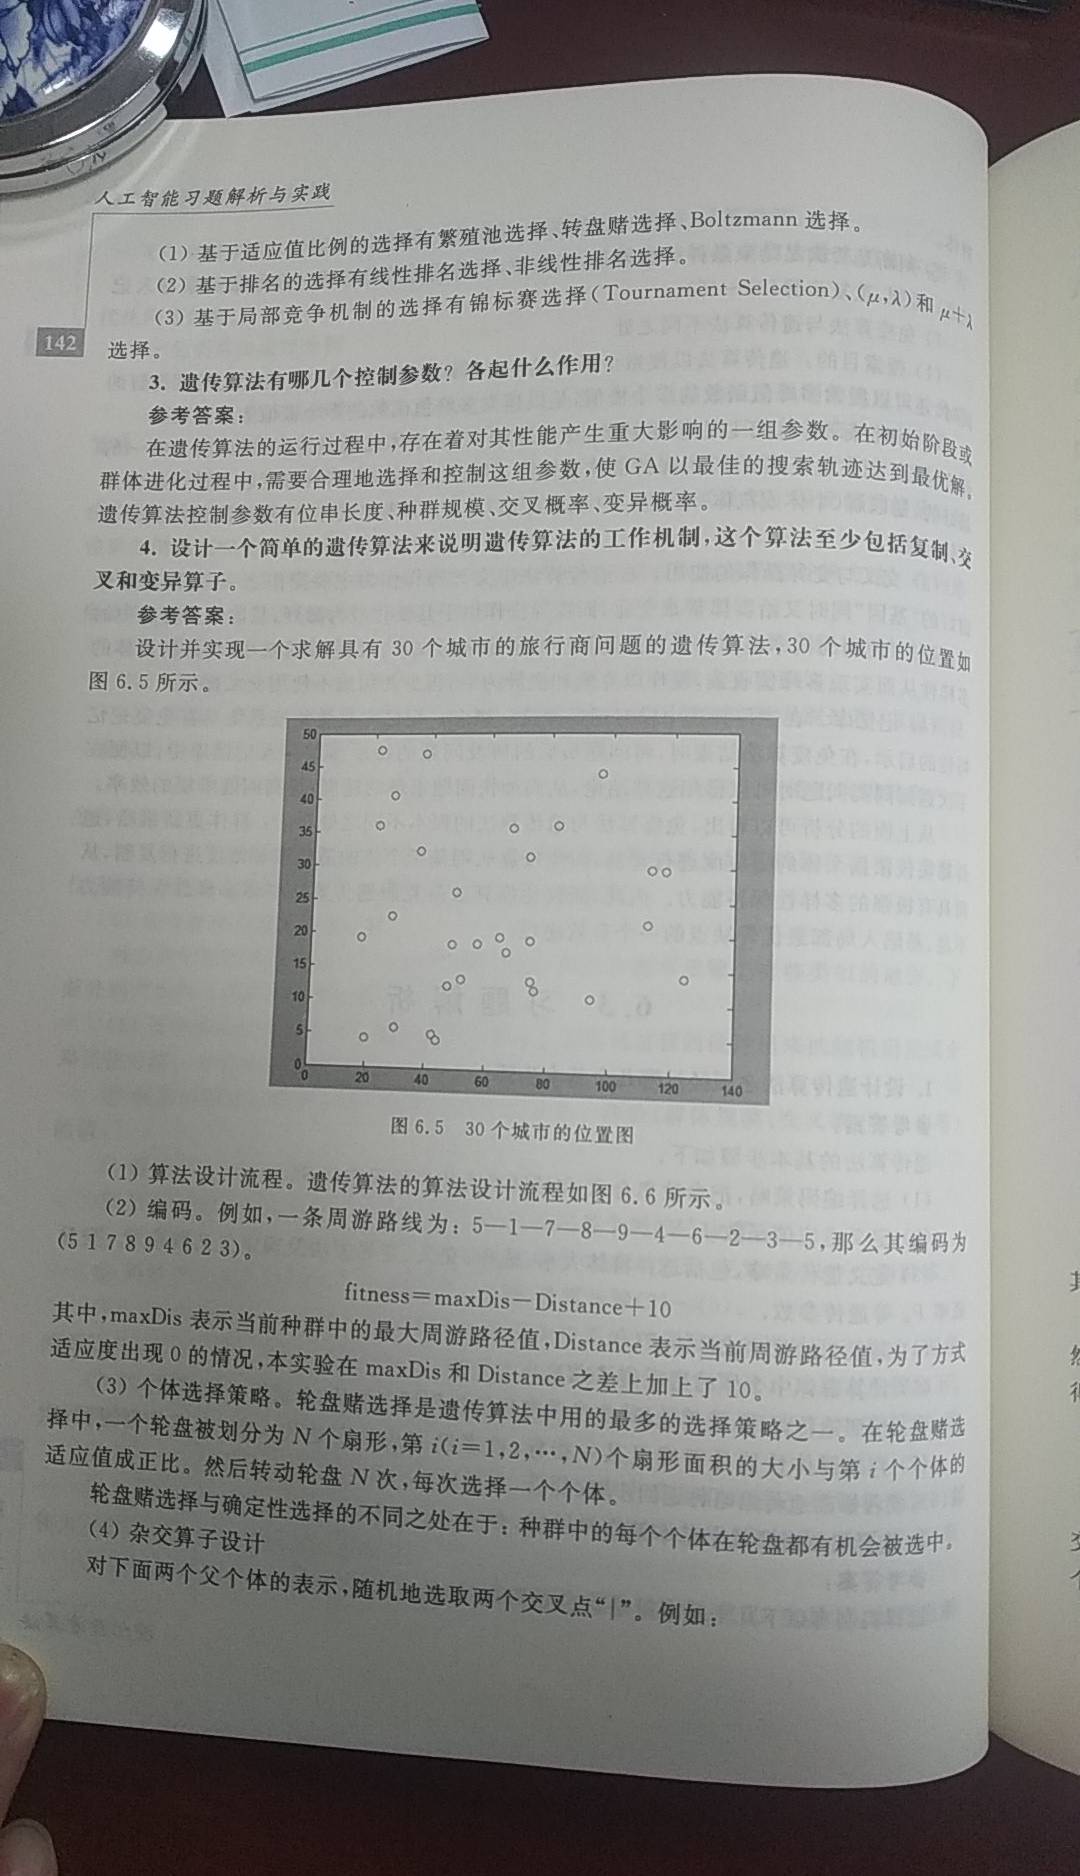 人工智能习题解析与实践
(1) 基于适应值比例的选择有繁殖池选择、转盘赌选择、Boltzmann 选择。
(2) 基于排名的选择有线性排名选择、非线性排名选择。
(3) 基于局部竞争机制的选择有锦标赛选择(Tournament Selection)、(μ,λ)和 μ+λ
142
选择。
3. 遗传算法有哪几个控制参数？各起什么作用？
参考答案：
在遗传算法的运行过程中,存在着对其性能产生重大影响的一组参数。在初始阶段或
群体进化过程中,需要合理地选择和控制这组参数,使 GA 以最佳的搜索轨迹达到最优解。
遗传算法控制参数有位串长度、种群规模、交叉概率、变异概率。
4. 设计一个简单的遗传算法来说明遗传算法的工作机制,这个算法至少包括复制、交
叉和变异算子。
参考答案：
设计并实现一个求解具有 30 个城市的旅行商问题的遗传算法,30 个城市的位置如
图 6.5 所示。
50
45
40
35
30
25
20
15
10
5
0
0 20 40 60 80 100 120 140
图 6.5 30 个城市的位置图
(1) 算法设计流程。遗传算法的算法设计流程如图 6.6 所示。
(2) 编码。例如,一条周游路线为：5—1—7—8—9—4—6—2—3—5,那么其编码为
(5 1 7 8 9 4 6 2 3)。
fitness=maxDis−Distance+10
其中,maxDis 表示当前种群中的最大周游路径值,Distance 表示当前周游路径值,为了方式
适应度出现 0 的情况,本实验在 maxDis 和 Distance 之差上加上了 10。
(3) 个体选择策略。轮盘赌选择是遗传算法中用的最多的选择策略之一。在轮盘赌选
择中,一个轮盘被划分为 N 个扇形,第 i(i=1,2,…,N)个扇形面积的大小与第 i 个个体的
适应值成正比。然后转动轮盘 N 次,每次选择一个个体。
轮盘赌选择与确定性选择的不同之处在于：种群中的每个个体在轮盘都有机会被选中。
(4) 杂交算子设计
对下面两个父个体的表示,随机地选取两个交叉点“|”。例如：